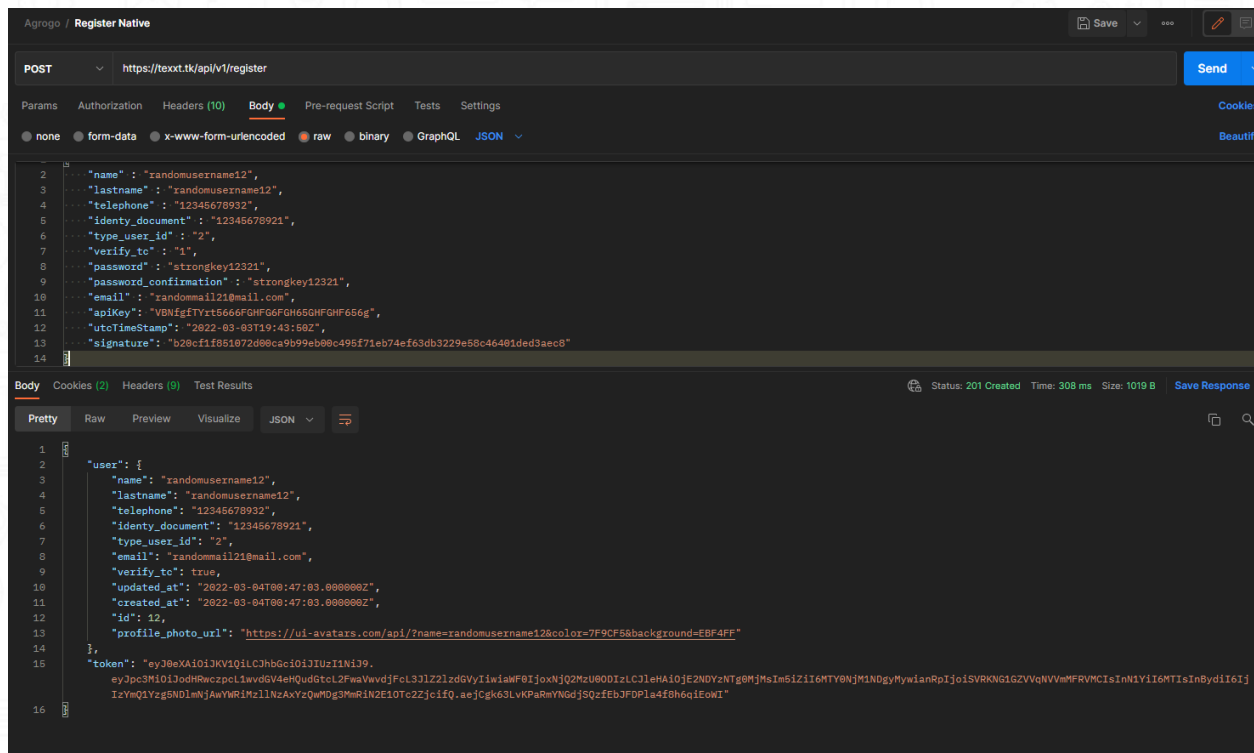 Agrogo / Register Native
Save
POST https://texxt.tk/api/v1/register Send
Params Authorization Headers (10) Body Pre-request Script Tests Settings Cookies
none form-data x-www-form-urlencoded raw binary GraphQL JSON Beautif
2 "name" : "randomusername12",
3 "lastname" : "randomusername12",
4 "telephone" : "12345678932",
5 "identy_document" : "12345678921",
6 "type_user_id" : "2",
7 "verify_tc" : "1",
8 "password" : "strongkey12321",
9 "password_confirmation" : "strongkey12321",
10 "email" : "randommail21@mail.com",
11 "apiKey": "VBNfgfTYrt5666FGHFG6FGH65GHFGHF656g",
12 "utcTimeStamp": "2022-03-03T19:43:50Z",
13 "signature": "b20cf1f851072d00ca9b99eb00c495f71eb74ef63db3229e58c46401ded3aec8"
14 }
Body Cookies (2) Headers (9) Test Results Status: 201 Created Time: 308 ms Size: 1019 B Save Response
Pretty Raw Preview Visualize JSON
1 {
2 "user": {
3 "name": "randomusername12",
4 "lastname": "randomusername12",
5 "telephone": "12345678932",
6 "identy_document": "12345678921",
7 "type_user_id": "2",
8 "email": "randommail21@mail.com",
9 "verify_tc": true,
10 "updated_at": "2022-03-04T00:47:03.000000Z",
11 "created_at": "2022-03-04T00:47:03.000000Z",
12 "id": 12,
13 "profile_photo_url": "https://ui-avatars.com/api/?name=randomusername12&color=7F9CF5&background=EBF4FF"
14 },
15 "token": "eyJ0eXAiOiJKV1QiLCJhbGciOiJIUzI1NiJ9.
16 }